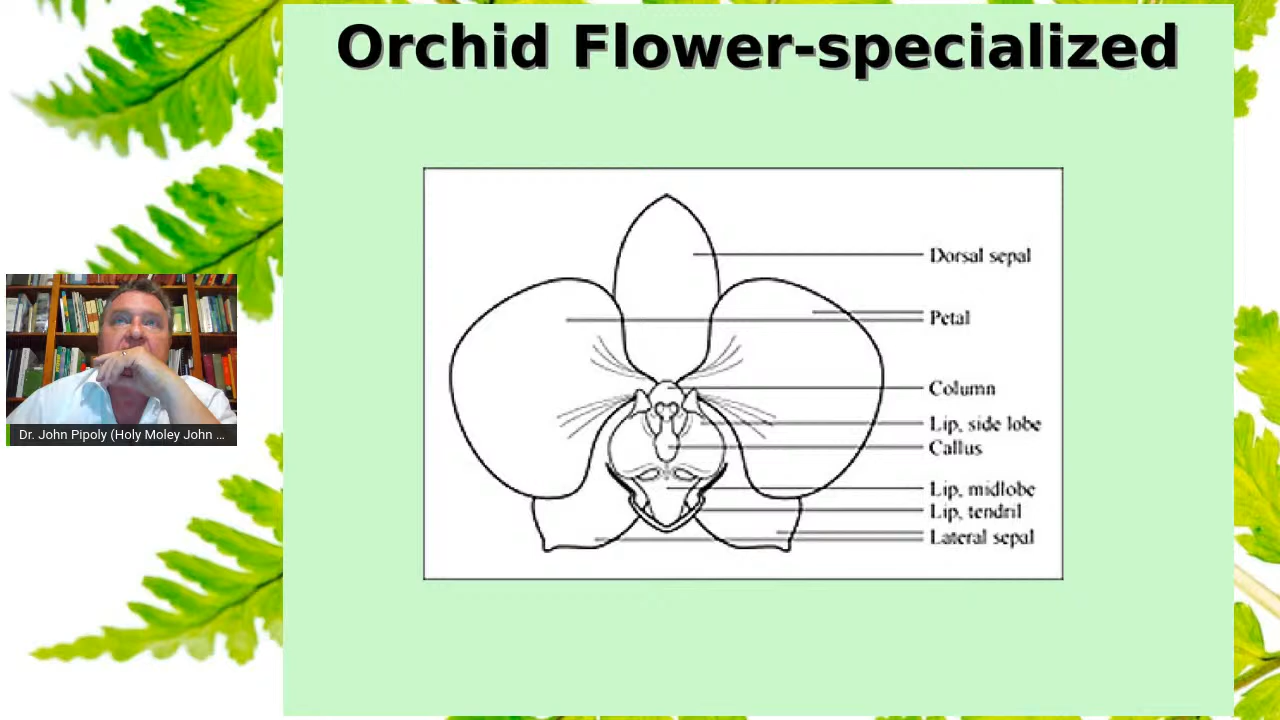 Orchid Flower-specialized
Dorsal sepal
Petal
Column
Lip, side lobe
Callus
Lip, midlobe
Lip, tendril
Lateral sepal
Dr. John Pipoly (Holy Moley John ...